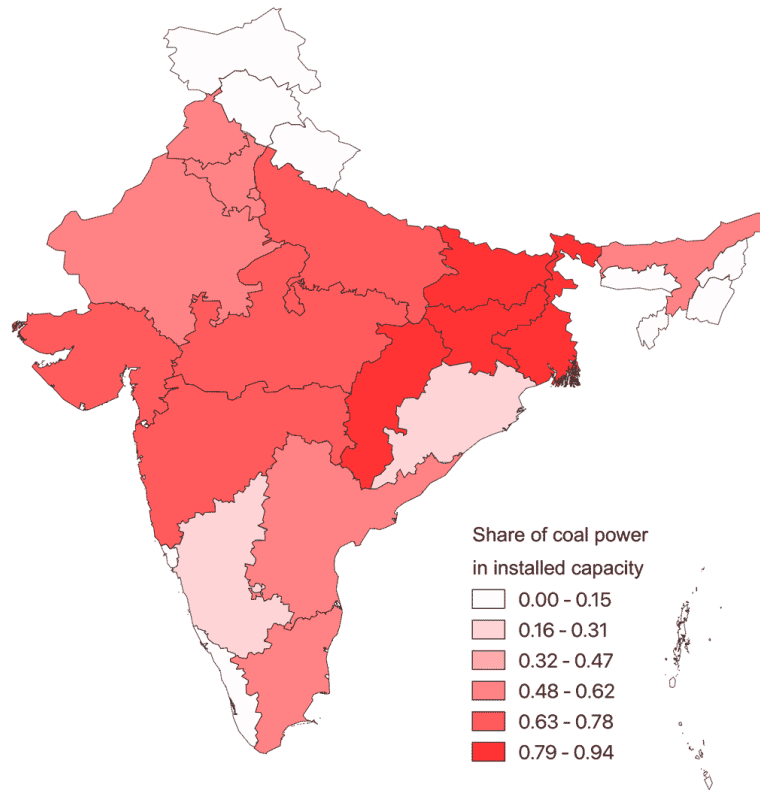 Share of coal power
in installed capacity
0.00 - 0.15
0.16 - 0.31
0.32 - 0.47
0.48 - 0.62
0.63 - 0.78
0.79 - 0.94